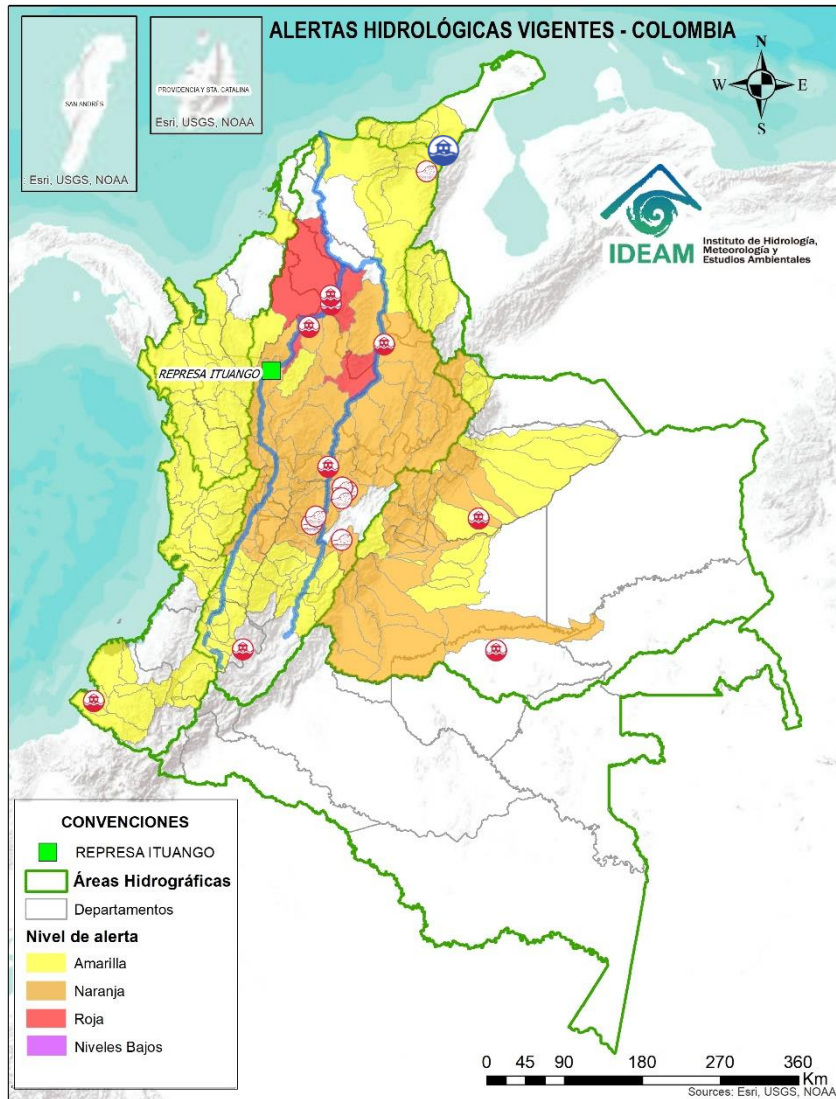 ALERTAS HIDROLÓGICAS VIGENTES - COLOMBIA
SAN ANDRÉS
Esri, USGS, NOAA
PROVIDENCIA Y STA. CATALINA
Esri, USGS, NOAA
N
W
E
S
IDEAM
Instituto de Hidrología,
Meteorología y
Estudios Ambientales
REPRESA ITUANGO
CONVENCIONES
REPRESA ITUANGO
Áreas Hidrográficas
Departamentos
Nivel de alerta
Amarilla
Naranja
Roja
Niveles Bajos
0 45 90 180 270 360
Km
Sources: Esri, USGS, NOAA